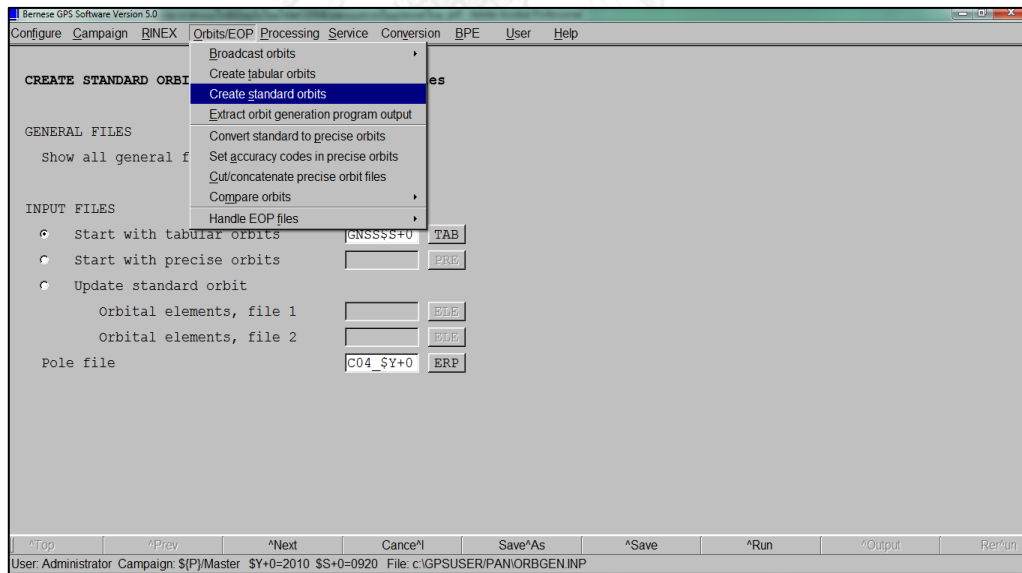 Bernese GPS Software Version 5.0
Configure Campaign RINEX Orbits/EOP Processing Service Conversion BPE User Help
Broadcast orbits
Create tabular orbits
CREATE STANDARD ORBI es
Create standard orbits
Extract orbit generation program output
GENERAL FILES
Convert standard to precise orbits
Show all general f
Set accuracy codes in precise orbits
Cut/concatenate precise orbit files
Compare orbits
INPUT FILES
Handle EOP files
Start with tabular orbits GNSS$S+0 TAB
Start with precise orbits PRE
Update standard orbit
Orbital elements, file 1 ELE
Orbital elements, file 2 ELE
Pole file C04_$Y+0 ERP
^Top ^Prev ^Next Cance^l Save^As ^Save ^Run ^Output Rer^un
User: Administrator Campaign: ${P}/Master $Y+0=2010 $S+0=0920 File: c:\GPSUSER/PAN\ORBGEN.INP